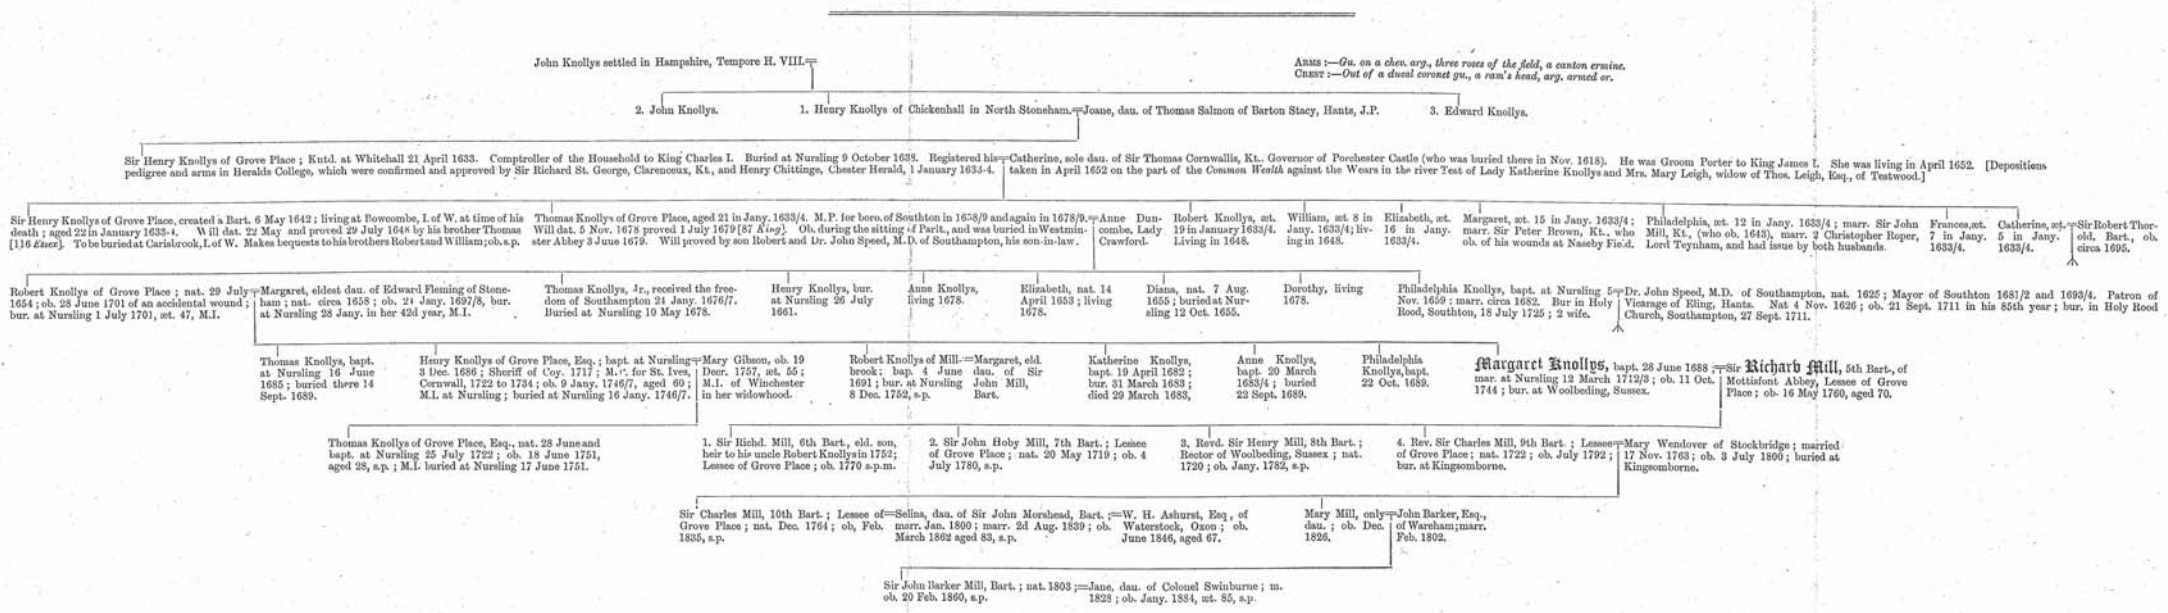 John Knollys settled in Hampshire, Tempore H. VIII.
ARMS :—Gu. on a chev. arg., three roses of the field, a canton ermine.
CREST :—Out of a ducal coronet gu., a ram's head, arg. armed or.
2. John Knollys.
1. Henry Knollys of Chickenhall in North Stoneham.=Joane, dau. of Thomas Salmon of Barton Stacy, Hants, J.P.
3. Edward Knollys.
Sir Henry Knollys of Grove Place ; Kntd. at Whitehall 21 April 1633. Comptroller of the Household to King Charles I. Buried at Nursling 9 October 1638. Registered his
pedigree and arms in Heralds College, which were confirmed and approved by Sir Richard St. George, Clarenceux, Kt., and Henry Chittinge, Chester Herald, 1 January 1633-4.
=Catherine, sole dau. of Sir Thomas Cornwallis, Kt.. Governor of Porchester Castle (who was buried there in Nov. 1618). He was Groom Porter to King James I. She was living in April 1652. [Depositions
taken in April 1652 on the part of the Common Wealth against the Wears in the river Test of Lady Katherine Knollys and Mrs. Mary Leigh, widow of Thos. Leigh, Esq., of Testwood.]
Sir Henry Knollys of Grove Place, created a Bart. 6 May 1642 ; living at Bowcombe, I. of W. at time of his
death ; aged 22 in January 1633-4. Will dat. 22 May and proved 29 July 1648 by his brother Thomas
[116 Essex]. To be buried at Carisbrook, I. of W. Makes bequests to his brothers Robert and William; ob. s.p.
Thomas Knollys of Grove Place, aged 21 in Jany. 1633/4. M.P. for boro. of Southton in 1658/9 and again in 1678/9.
Will dat. 5 Nov. 1678 proved 1 July 1679 [87 King]. Ob. during the sitting of Parlt., and was buried in Westmin-
ster Abbey 3 June 1679. Will proved by son Robert and Dr. John Speed, M.D. of Southampton, his son-in-law.
=Anne Dun-
combe, Lady
Crawford.
Robert Knollys, æt.
19 in January 1633/4.
Living in 1648.
William, æt. 8 in
Jany. 1633/4; liv-
ing in 1648.
Elizabeth, æt.
16 in Jany.
1633/4.
Margaret, æt. 15 in Jany. 1633/4 ;
marr. Sir Peter Brown, Kt., who
ob. of his wounds at Naseby Field.
Philadelphia, æt. 12 in Jany. 1633/4 ; marr. Sir John
Mill, Kt., (who ob. 1643), marr. 2 Christopher Roper,
Lord Teynham, and had issue by both husbands.
Frances, æt.
7 in Jany.
1633/4.
Catherine, æt.
5 in Jany.
1633/4.
=Sir Robert Thor-
old, Bart., ob.
circa 1695.
Robert Knollys of Grove Place ; nat. 29 July
1654 ; ob. 28 June 1701 of an accidental wound ;
bur. at Nursling 1 July 1701, æt. 47, M.I.
=Margaret, eldest dau. of Edward Fleming of Stone-
ham ; nat. circa 1658 ; ob. 24 Jany. 1697/8, bur.
at Nursling 28 Jany. in her 42d year, M.I.
Thomas Knollys, Jr., received the free-
dom of Southampton 24 Jany. 1676/7.
Buried at Nursling 10 May 1678.
Henry Knollys, bur.
at Nursling 26 July
1661.
Anne Knollys,
living 1678.
Elizabeth, nat. 14
April 1653 ; living
1678.
Diana, nat. 7 Aug.
1655 ; buried at Nur-
sling 12 Oct. 1655.
Dorothy, living
1678.
Philadelphia Knollys, bapt. at Nursling 5
Nov. 1659 : marr. circa 1682. Bur in Holy
Rood, Southton, 18 July 1725 ; 2 wife.
=Dr. John Speed, M.D. of Southampton, nat. 1625 ; Mayor of Southton 1681/2 and 1693/4. Patron of
Vicarage of Eling, Hants. Nat 4 Nov. 1626 ; ob. 21 Sept. 1711 in his 85th year ; bur. in Holy Rood
Church, Southampton, 27 Sept. 1711.
Thomas Knollys, bapt.
at Nursling 16 June
1685 ; buried there 14
Sept. 1689.
Henry Knollys of Grove Place, Esq. ; bapt. at Nursling
3 Dec. 1686 ; Sheriff of Coy. 1717 ; M.P. for St. Ives,
Cornwall, 1722 to 1734 ; ob. 9 Jany. 1746/7, aged 60 ;
M.I. at Nursling ; buried at Nursling 16 Jany. 1746/7.
=Mary Gibson, ob. 19
Decr. 1757, æt. 55 ;
M.I. of Winchester
in her widowhood.
Robert Knollys of Mill-
brook ; bap. 4 June
1691 ; bur. at Nursling
8 Dec. 1752, s.p.
=Margaret, eld.
dau. of Sir
John Mill,
Bart.
Katherine Knollys,
bapt. 19 April 1682 ;
bur. 31 March 1683 ;
died 29 March 1683,
Anne Knollys,
bapt. 20 March
1683/4 ; buried
22 Sept. 1689.
Philadelphia
Knollys, bapt.
22 Oct. 1689.
Margaret Knollys, bapt. 28 June 1688 ;
mar. at Nursling 12 March 1712/3 ; ob. 11 Oct.
1744 ; bur. at Woolbeding, Sussex.
=Sir Richard Mill, 5th Bart., of
Mottisfont Abbey, Lessee of Grove
Place ; ob. 16 May 1760, aged 70.
Thomas Knollys of Grove Place, Esq., nat. 28 June and
bapt. at Nursling 25 July 1722 ; ob. 18 June 1751,
aged 28, s.p. ; M.I. buried at Nursling 17 June 1751.
1. Sir Richd. Mill, 6th Bart., eld. son,
heir to his uncle Robert Knollys in 1752;
Lessee of Grove Place ; ob. 1770 s.p.m.
2. Sir John Hoby Mill, 7th Bart. ; Lessee
of Grove Place ; nat. 20 May 1719 ; ob. 4
July 1780, s.p.
3. Revd. Sir Henry Mill, 8th Bart. ;
Rector of Woolbeding, Sussex ; nat.
1720 ; ob. Jany. 1782, s.p.
4. Rev. Sir Charles Mill, 9th Bart. ; Lessee
of Grove Place ; nat. 1722 ; ob. July 1792 ;
bur. at Kingsomborne.
=Mary Wendover of Stockbridge ; married
17 Nov. 1763 ; ob. 3 July 1800 ; buried at
Kingsomborne.
Sir Charles Mill, 10th Bart. ; Lessee of
Grove Place ; nat. Dec. 1764 ; ob, Feb.
1835, s.p.
=Selina, dau. of Sir John Morshead, Bart. ;
marr. Jan. 1800 ; marr. 2d Aug. 1839 ; ob.
March 1862 aged 83, s.p.
=W. H. Ashurst, Esq , of
Waterstock, Oxon ; ob.
June 1846, aged 67.
Mary Mill, only
dau. ; ob. Dec.
1826,
=John Barker, Esq.,
of Wareham; marr.
Feb. 1802.
Sir John Barker Mill, Bart. ; nat. 1803 ;
ob. 20 Feb. 1860, s.p.
=Jane, dau. of Colonel Swinburne ; m.
1828 ; ob. Jany. 1884, æt. 85, s.p.